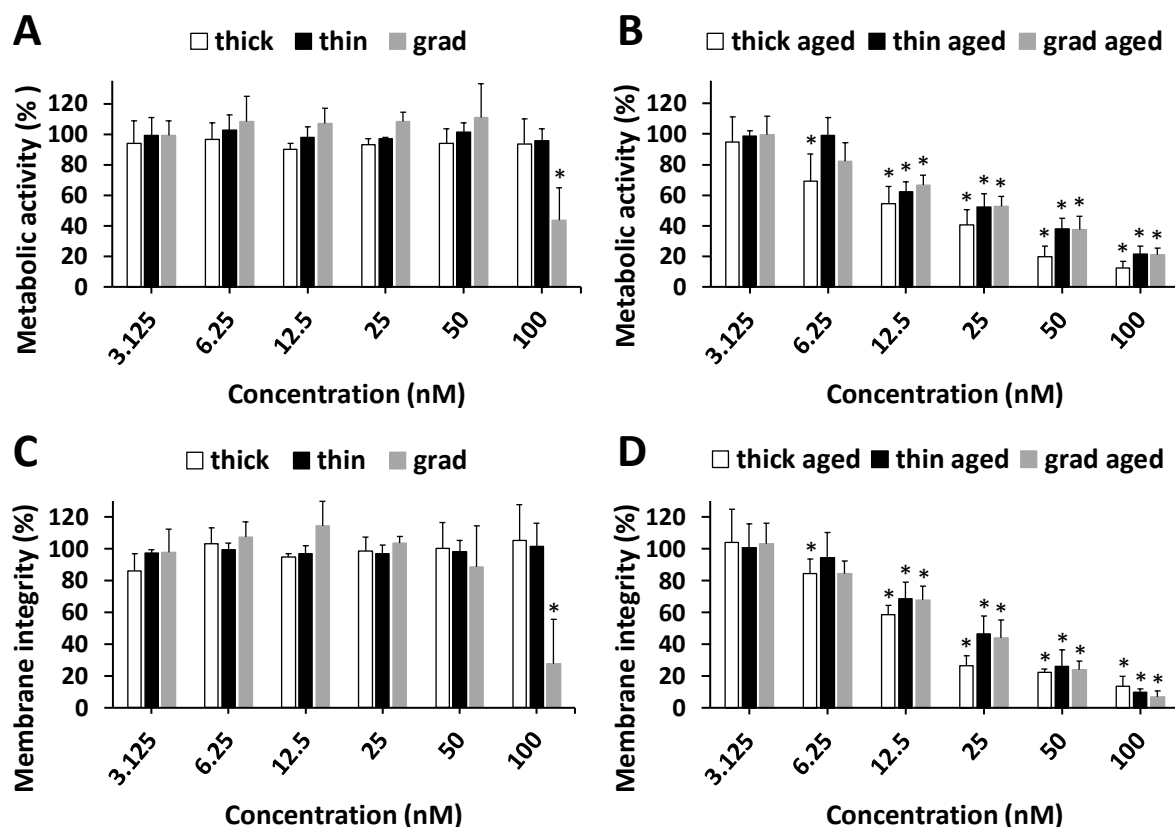 A
thick thin grad
Metabolic activity (% )
120
100
80
60
40
20
0
*
3.125 6.25 12.5 25 50 100
Concentration (nM)
B
thick aged thin aged grad aged
Metabolic activity (%)
120
100
80
60
40
20
0
* * * * * * * * * * * * *
3.125 6.25 12.5 25 50 100
Concentration (nM)
C
thick thin grad
Membrane integrity (%)
120
100
80
60
40
20
0
*
3.125 6.25 12.5 25 50 100
Concentration (nM)
D
thick aged thin aged grad aged
Membrane integrity (%)
120
100
80
60
40
20
0
* * * * * * * * * * * * *
3.125 6.25 12.5 25 50 100
Concentration (nM)